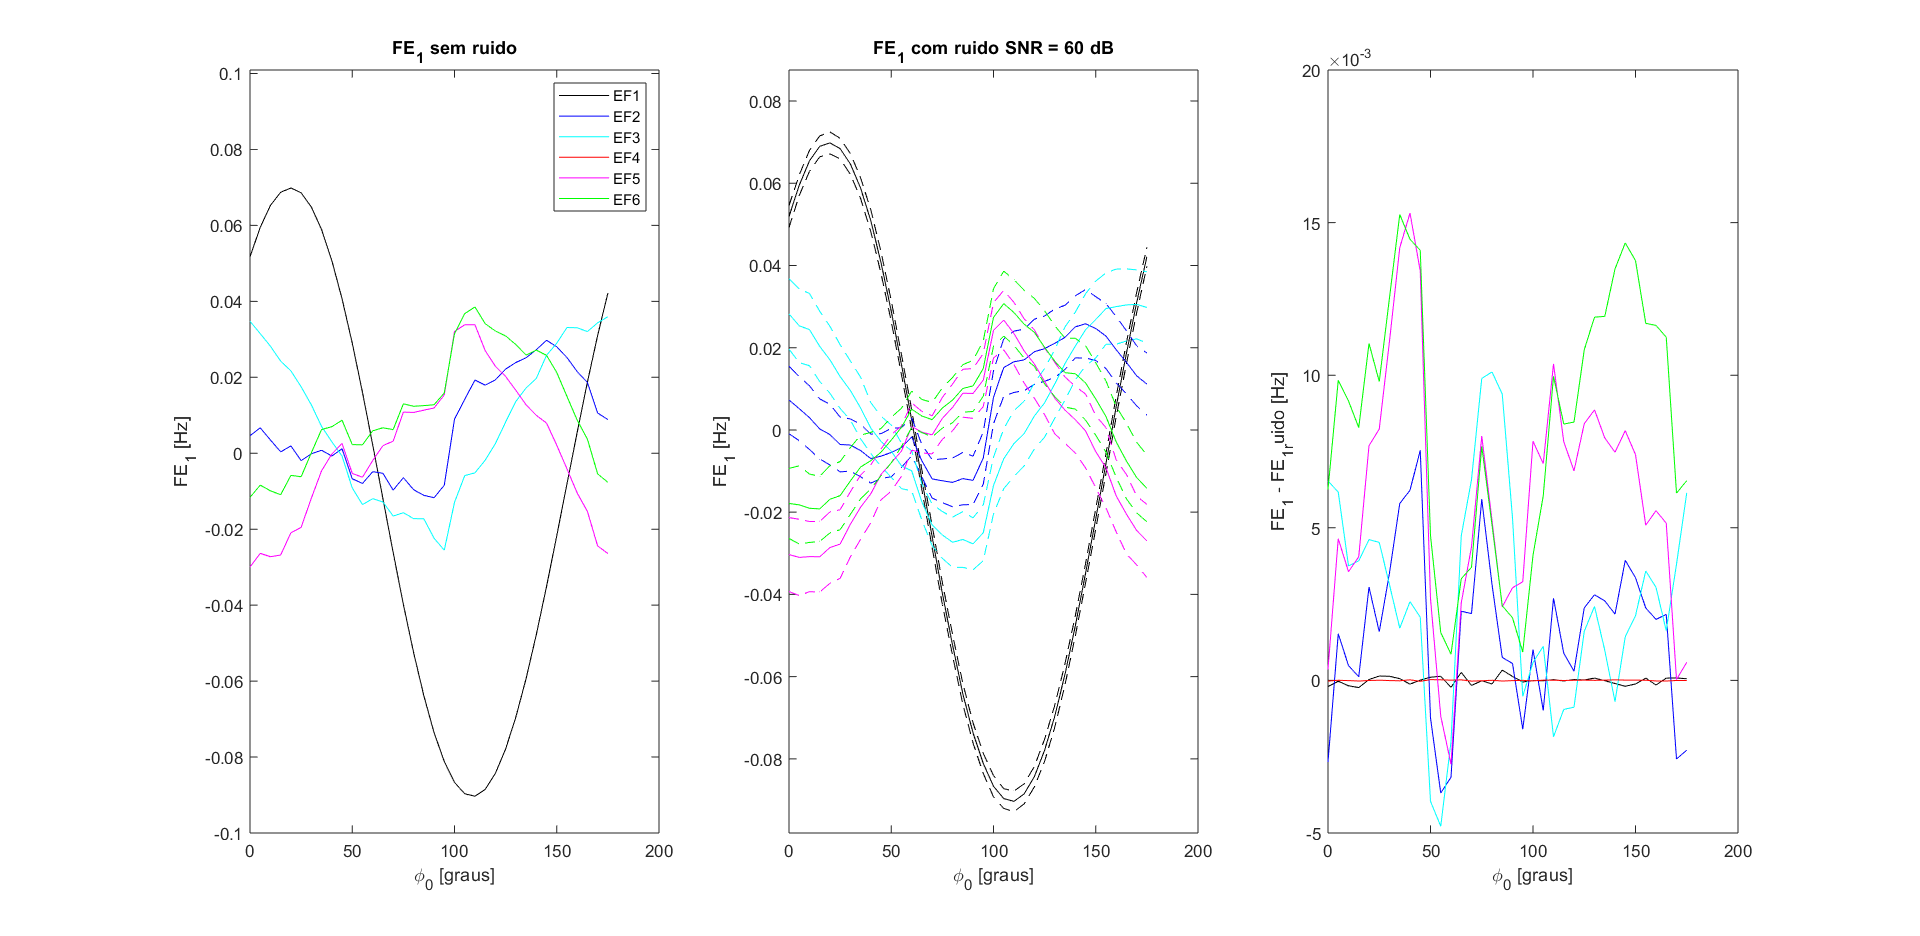 FE1 sem ruido
0.1
0.08
0.06
0.04
0.02
0
-0.02
-0.04
-0.06
-0.08
-0.1
FE1 [Hz]
0 50 100 150 200
ϕ0 [graus]
EF1
EF2
EF3
EF4
EF5
EF6
FE1 com ruido SNR = 60 dB
0.08
0.06
0.04
0.02
0
-0.02
-0.04
-0.06
-0.08
FE1 [Hz]
0 50 100 150 200
ϕ0 [graus]
×10-3
20
15
10
5
0
-5
FE1 - FE1ruido [Hz]
0 50 100 150 200
ϕ0 [graus]